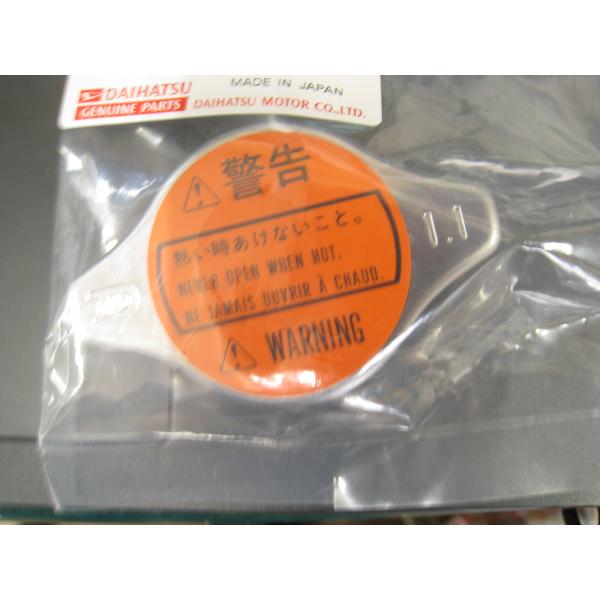 DAIHATSU
GENUINE PARTS
MADE IN JAPAN
DAIHATSU MOTOR CO.,LTD.
警告
熱い時あけないこと。
NEVER OPEN WHEN HOT.
NE JAMAIS OUVRIR À CHAUD.
WARNING
1.1